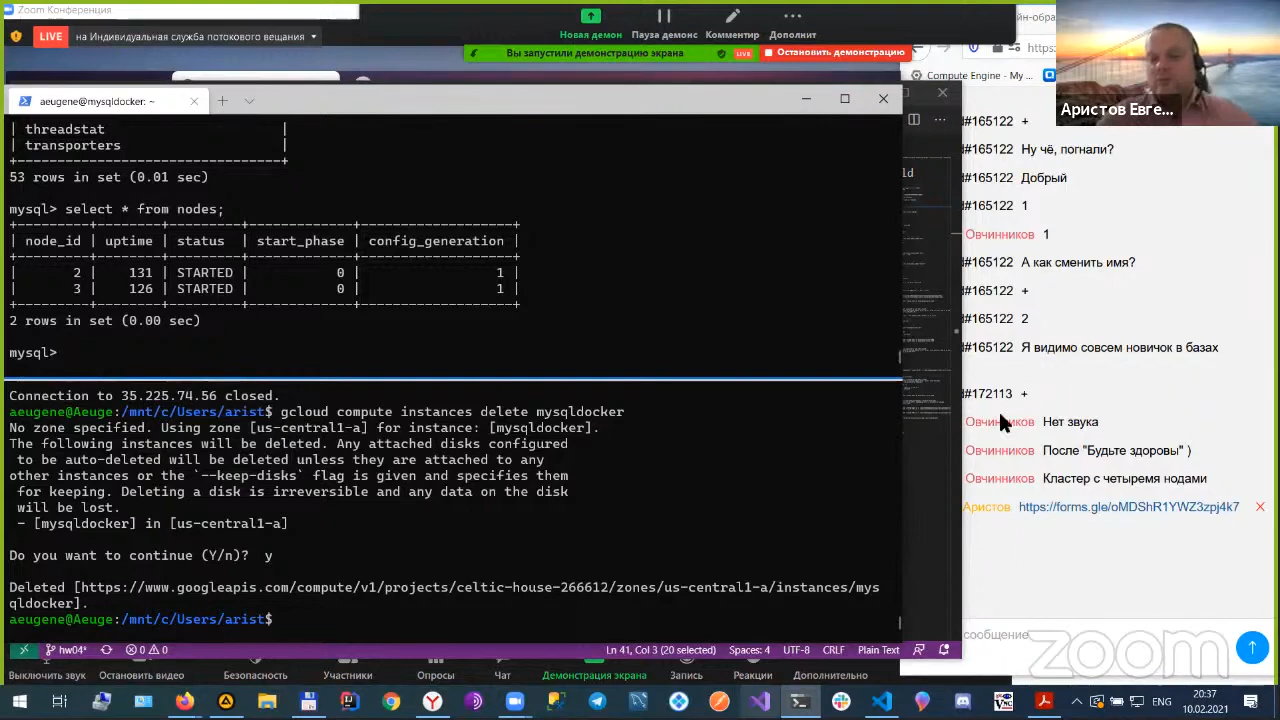 Zoom Конференция
LIVE на Индивидуальная служба потокового вещания
Новая демон Пауза демонс Комментир Дополнит
Вы запустили демонстрацию экрана LIVE Остановить демонстрацию
йн-обра
https:
Compute Engine - My ...
Аристов Евге...
aeugene@mysqldocker: ~
| threadstat |
| transporters |
53 rows in set (0.01 sec)
mysql> select * from nodes;
| node_id | uptime | status | start_phase | config_generation |
| 2 | 131 | STARTED | 0 | 1 |
| 3 | 126 | STARTED | 0 | 1 |
2 rows in set (0.00 sec)
mysql>
aeugene@Aeuge:/mnt/c/Users/arist$ gcloud compute instances delete mysqldocker
No zone specified. Using zone [us-central1-a] for instance: [mysqldocker].
The following instances will be deleted. Any attached disks configured
to be auto-deleted will be deleted unless they are attached to any
other instances or the `--keep-disks` flag is given and specifies them
for keeping. Deleting a disk is irreversible and any data on the disk
will be lost.
- [mysqldocker] in [us-central1-a]
Do you want to continue (Y/n)? y
Deleted [https://www.googleapis.com/compute/v1/projects/celtic-house-266612/zones/us-central1-a/instances/mys
qldocker].
aeugene@Aeuge:/mnt/c/Users/arist$
hw04* 0 0 Ln 41, Col 3 (20 selected) Spaces: 4 UTF-8 CRLF Plain Text
ld
d#165122 +
d#165122 Ну чё, погнали?
d#165122 Добрый
d#165122 1
Овчинников 1
d#165122 А как сменить имя?
d#165122 +
d#165122 2
d#165122 Я видимо совсем новичок в базах
d#172113 +
Овчинников Нет звука
Овчинников После "Будьте здоровы" )
Овчинников Кластер с четыремя нодами
Аристов https://forms.gle/oMDShR1YWZ3zpj4k7
сообщение
zoom
Выключить звук Остановить видео Безопасность Участники Опросы Чат Демонстрация экрана Запись Реакции Дополнительно
20:37
10.02.2021